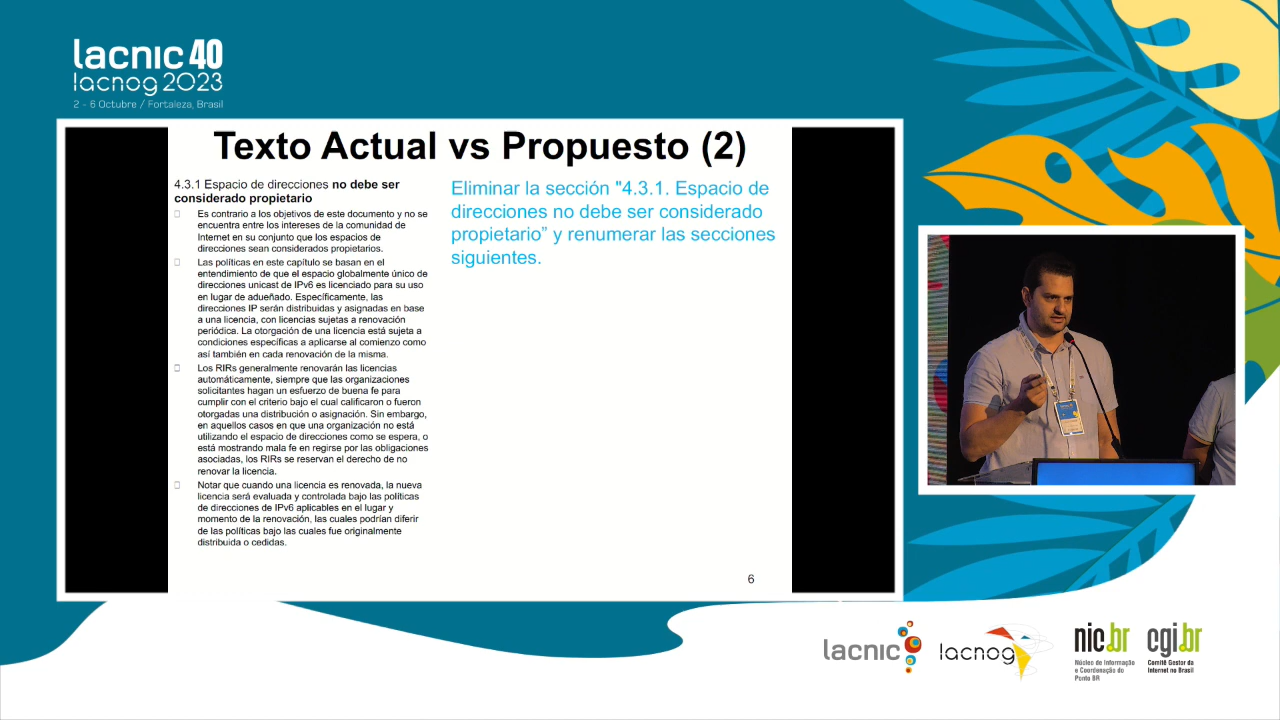 lacnic 40
lacnog 2023
2 - 6 Octubre / Fortaleza, Brasil
Texto Actual vs Propuesto (2)
4.3.1 Espacio de direcciones no debe ser
considerado propietario
Es contrario a los objetivos de este documento y no se
encuentra entre los intereses de la comunidad de
Internet en su conjunto que los espacios de
direcciones sean considerados propietarios.
Las políticas en este capítulo se basan en el
entendimiento de que el espacio globalmente único de
direcciones unicast de IPv6 es licenciado para su uso
en lugar de adueñado. Específicamente, las
direcciones IP serán distribuidas y asignadas en base
a una licencia, con licencias sujetas a renovación
periódica. La otorgación de una licencia está sujeta a
condiciones específicas a aplicarse al comienzo como
así también en cada renovación de la misma.
Los RIRs generalmente renovarán las licencias
automáticamente, siempre que las organizaciones
solicitantes hagan un esfuerzo de buena fe para
cumplir con el criterio bajo el cual calificaron o fueron
otorgadas una distribución o asignación. Sin embargo,
en aquellos casos en que una organización no está
utilizando el espacio de direcciones como se espera, o
está mostrando mala fe en regirse por las obligaciones
asociadas, los RIRs se reservan el derecho de no
renovar la licencia.
Notar que cuando una licencia es renovada, la nueva
licencia será evaluada y controlada bajo las políticas
de direcciones de IPv6 aplicables en el lugar y
momento de la renovación, las cuales podrían diferir
de las políticas bajo las cuales fue originalmente
distribuida o cedidas.
Eliminar la sección "4.3.1. Espacio de
direcciones no debe ser considerado
propietario” y renumerar las secciones
siguientes.
6
lacnic
lacnog
nic.br
Núcleo de Informação
e Coordenação do
Ponto BR
cgi.br
Comitê Gestor da
Internet no Brasil